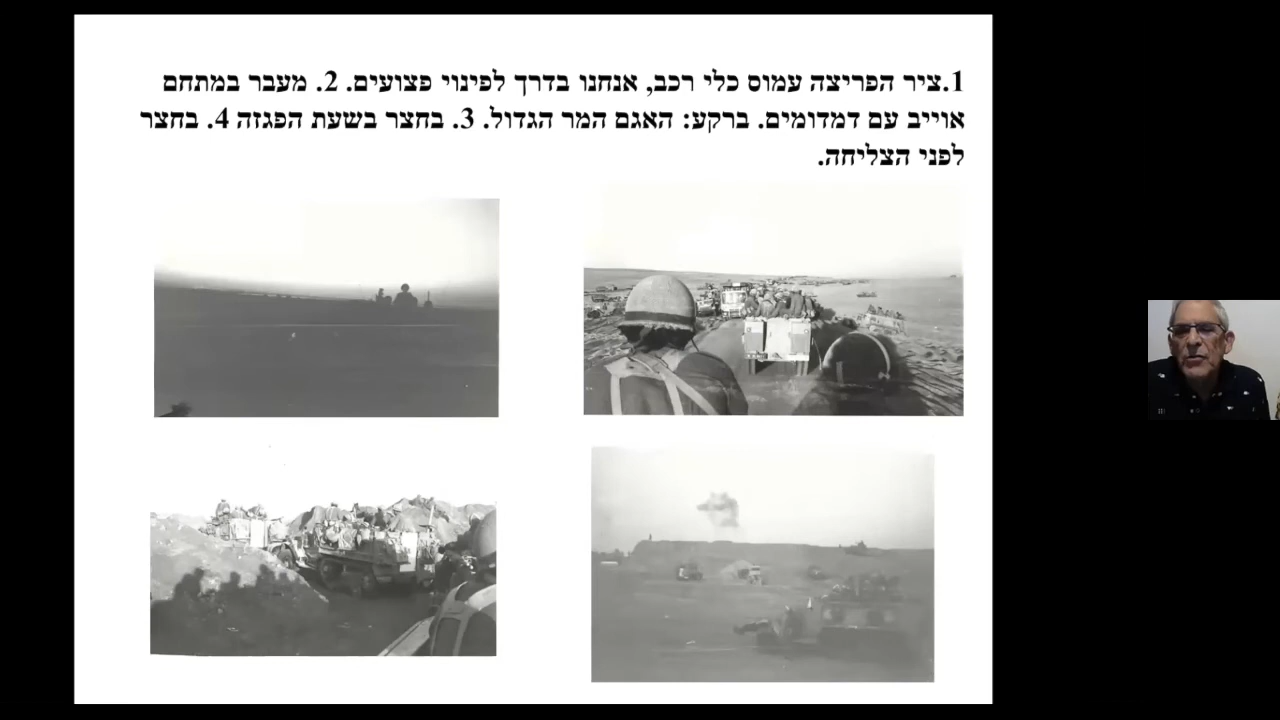 1.ציר הפריצה עמוס כלי רכב, אנחנו בדרך לפינוי פצועים. 2. מעבר במתחם
אוייב עם דמדומים. ברקע: האגם המר הגדול. 3. בחצר בשעת הפגזה 4. בחצר
לפני הצליחה.